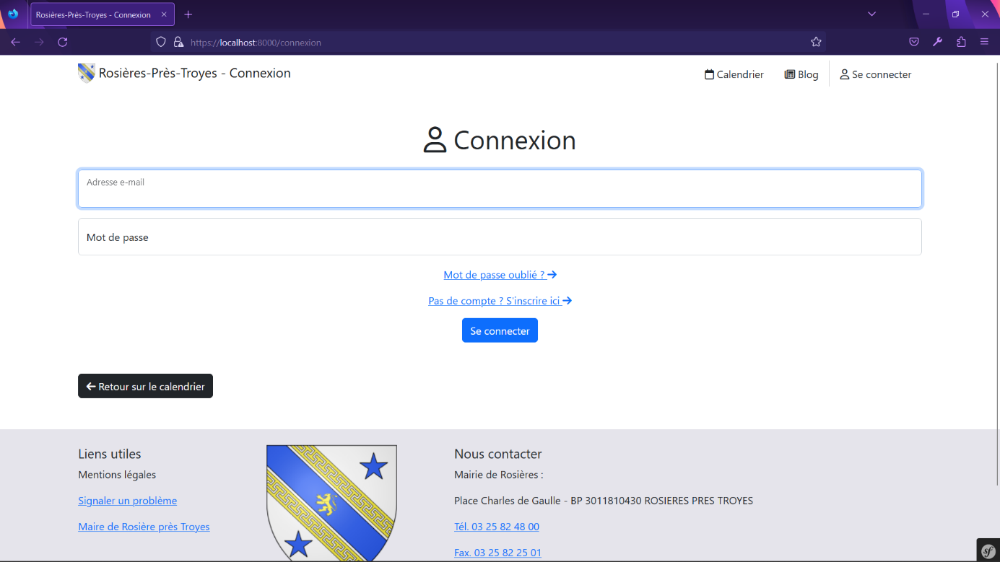 Rosières-Près-Troyes - Connexion
https://localhost:8000/connexion
Rosières-Près-Troyes - Connexion
Calendrier
Blog
Se connecter
Connexion
Adresse e-mail
Mot de passe
Mot de passe oublié ?
Pas de compte ? S'inscrire ici
Se connecter
Retour sur le calendrier
Liens utiles
Mentions légales
Signaler un problème
Maire de Rosière près Troyes
Nous contacter
Mairie de Rosières :
Place Charles de Gaulle - BP 3011810430 ROSIERES PRES TROYES
Tél. 03 25 82 48 00
Fax. 03 25 82 25 01
sf